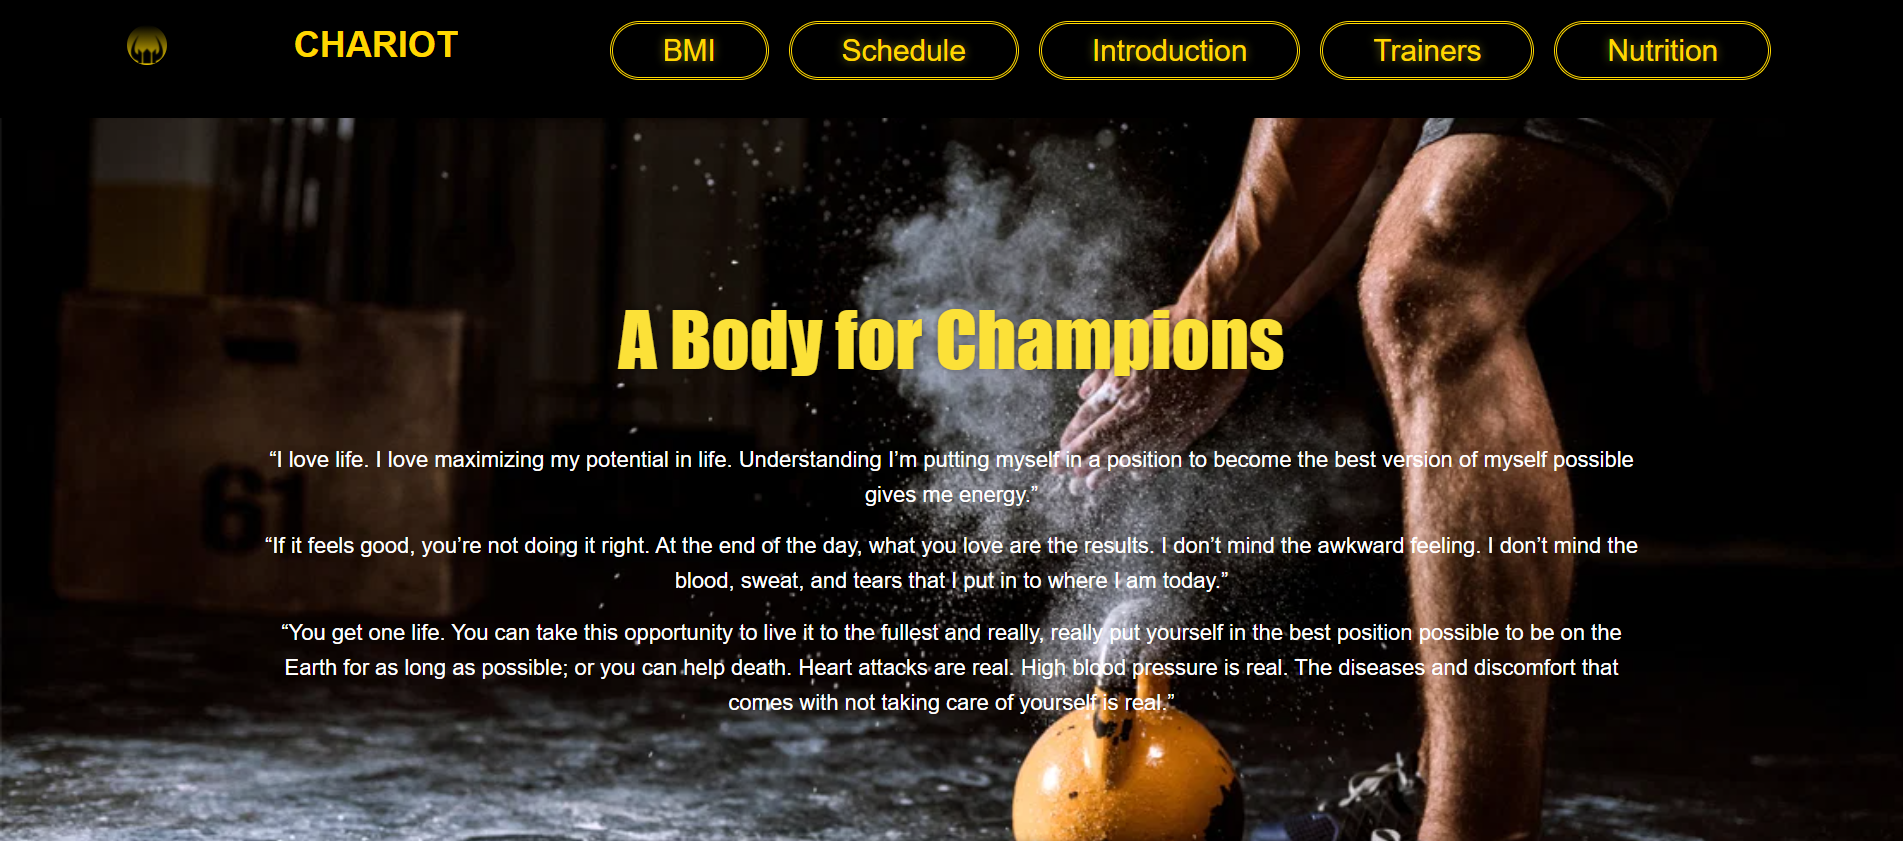 CHARIOT
BMI
Schedule
Introduction
Trainers
Nutrition
A Body for Champions
“I love life. I love maximizing my potential in life. Understanding I’m putting myself in a position to become the best version of myself possible
gives me energy.”
“If it feels good, you’re not doing it right. At the end of the day, what you love are the results. I don’t mind the awkward feeling. I don’t mind the
blood, sweat, and tears that I put in to where I am today.”
“You get one life. You can take this opportunity to live it to the fullest and really, really put yourself in the best position possible to be on the
Earth for as long as possible; or you can help death. Heart attacks are real. High blood pressure is real. The diseases and discomfort that
comes with not taking care of yourself is real.”
61